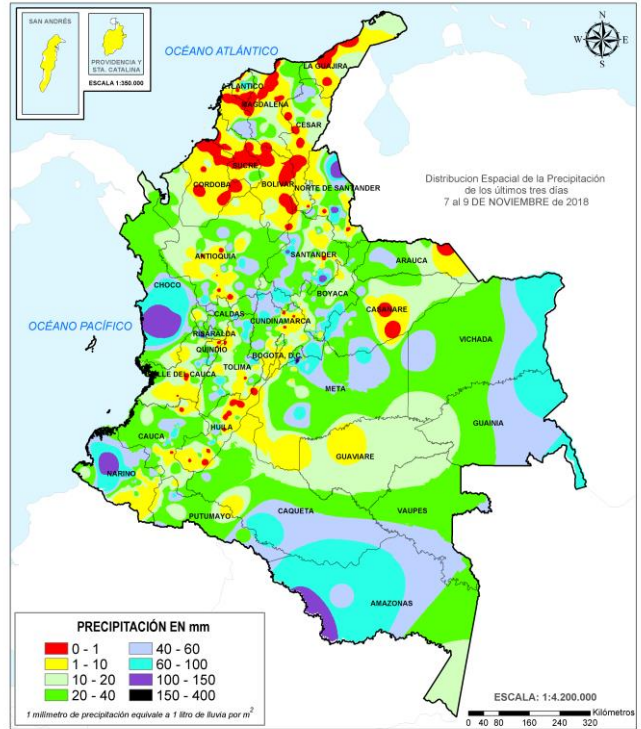 SAN ANDRÉS
PROVIDENCIA Y
STA. CATALINA
ESCALA 1:350.000
OCÉANO ATLÁNTICO
N
W
E
S
LA GUAJIRA
ATLANTICO
MAGDALENA
CESAR
SUCRE
CORDOBA
BOLIVAR
NORTE DE SANTANDER
Distribucion Espacial de la Precipitación
de los últimos tres días
7 al 9 DE NOVIEMBRE de 2018
ANTIOQUIA
SANTANDER
ARAUCA
CHOCO
BOYACA
CALDAS
CASANARE
OCÉANO PACÍFICO
CUNDINAMARCA
RISARALDA
VICHADA
QUINDIO
BOGOTA, D.C.
VALLE DEL CAUCA
TOLIMA
META
GUAINIA
CAUCA
HUILA
GUAVIARE
NARIÑO
PUTUMAYO
CAQUETA
VAUPES
AMAZONAS
PRECIPITACIÓN EN mm
0 - 1
40 - 60
1 - 10
60 - 100
10 - 20
100 - 150
20 - 40
150 - 400
1 milímetro de precipitación equivale a 1 litro de lluvia por m2
ESCALA: 1:4.200.000
Kilómetros
0 40 80 160 240 320